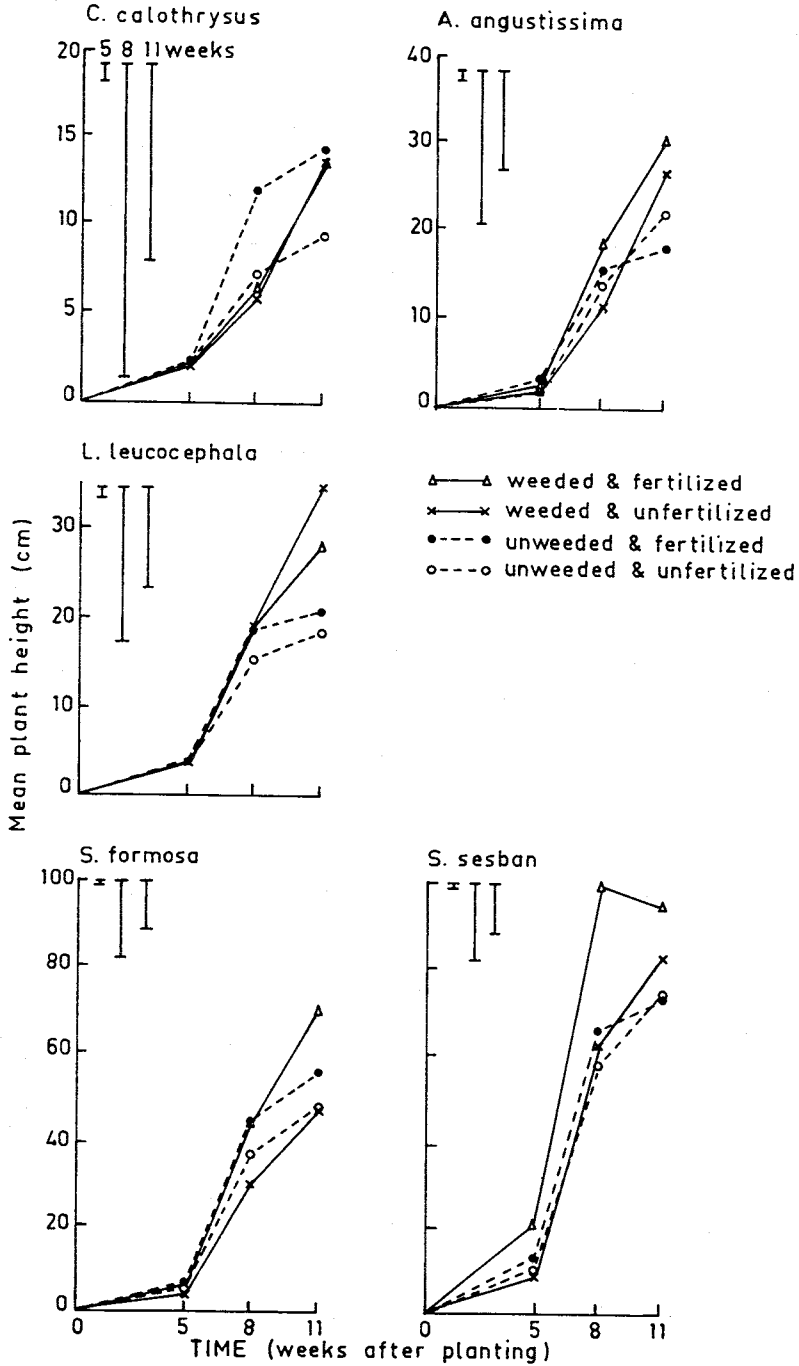 C. calothrysus
20 5 8 11 weeks
15
10
5
0
A. angustissima
40
30
20
10
0
L. leucocephala
30
20
10
0
weeded & fertilized
weeded & unfertilized
unweeded & fertilized
unweeded & unfertilized
Mean plant height (cm)
S. formosa
100
80
60
40
20
0
5
11
S. sesban
0
5
8
11
TIME (weeks after planting)